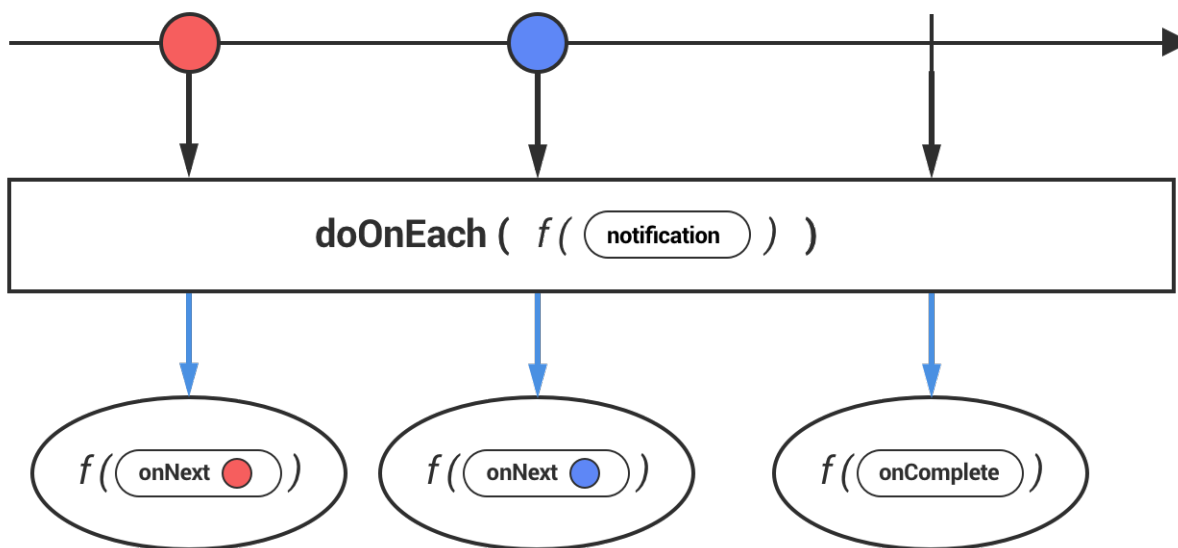 doOnEach ( f ( notification ) )
f ( onNext ) f ( onNext ) f ( onComplete )